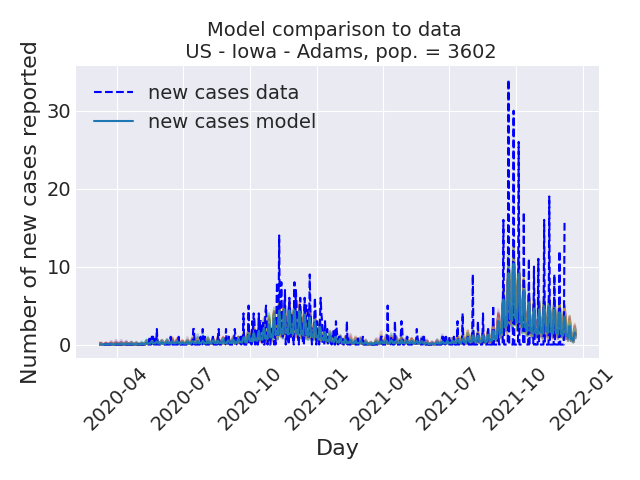 Model comparison to data
US - Iowa - Adams, pop. = 3602
new cases data
new cases model
Number of new cases reported
30
20
10
0
2020-04
2020-07
2020-10
2021-01
2021-04
2021-07
2021-10
2022-01
Day